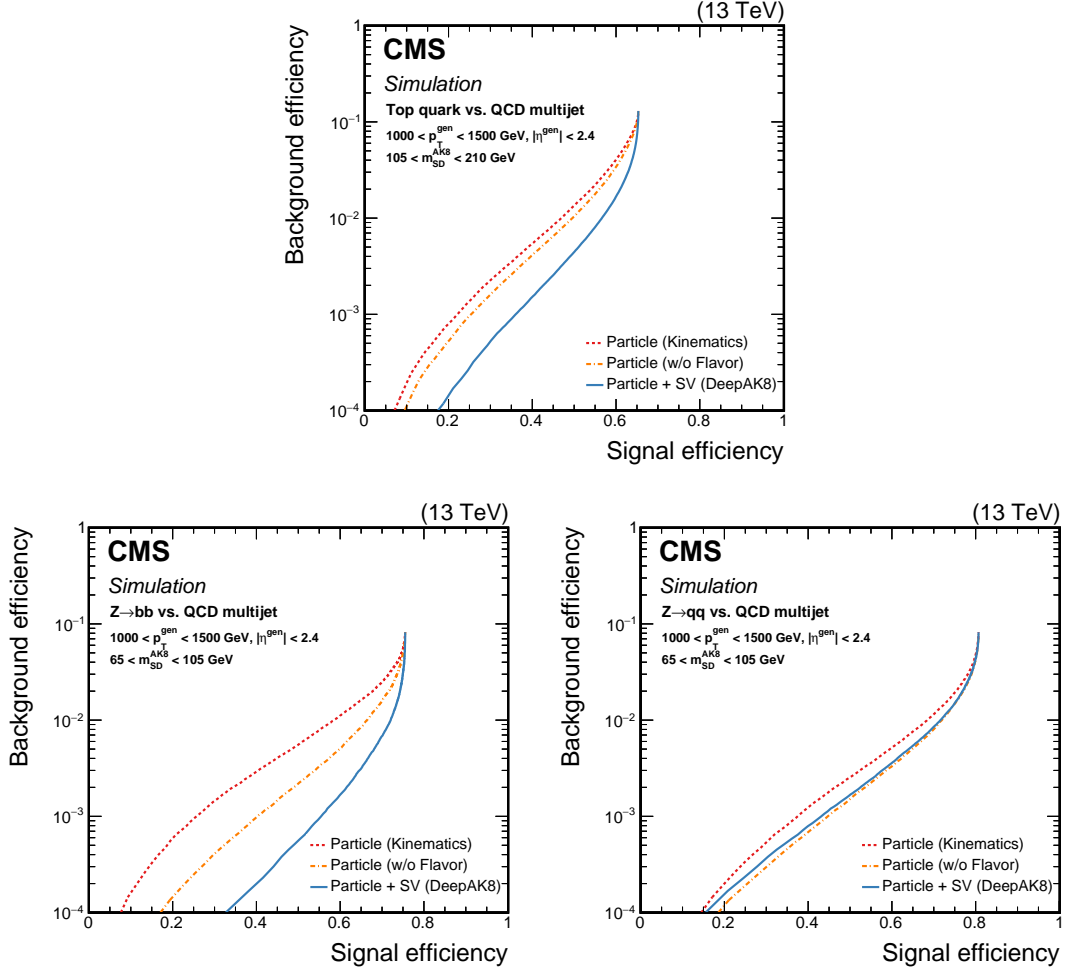 (13 TeV)
CMS
Simulation
Top quark vs. QCD multijet
1000 < p_T^gen < 1500 GeV, |η^gen| < 2.4
105 < m_SD^AK8 < 210 GeV
Background efficiency
1
10⁻¹
10⁻²
10⁻³
10⁻⁴
Particle (Kinematics)
Particle (w/o Flavor)
Particle + SV (DeepAK8)
0 0.2 0.4 0.6 0.8 1
Signal efficiency
(13 TeV)
CMS
Simulation
Z→bb vs. QCD multijet
1000 < p_T^gen < 1500 GeV, |η^gen| < 2.4
65 < m_SD^AK8 < 105 GeV
Background efficiency
1
10⁻¹
10⁻²
10⁻³
10⁻⁴
Particle (Kinematics)
Particle (w/o Flavor)
Particle + SV (DeepAK8)
0 0.2 0.4 0.6 0.8 1
Signal efficiency
(13 TeV)
CMS
Simulation
Z→qq vs. QCD multijet
1000 < p_T^gen < 1500 GeV, |η^gen| < 2.4
65 < m_SD^AK8 < 105 GeV
Background efficiency
1
10⁻¹
10⁻²
10⁻³
10⁻⁴
Particle (Kinematics)
Particle (w/o Flavor)
Particle + SV (DeepAK8)
0 0.2 0.4 0.6 0.8 1
Signal efficiency